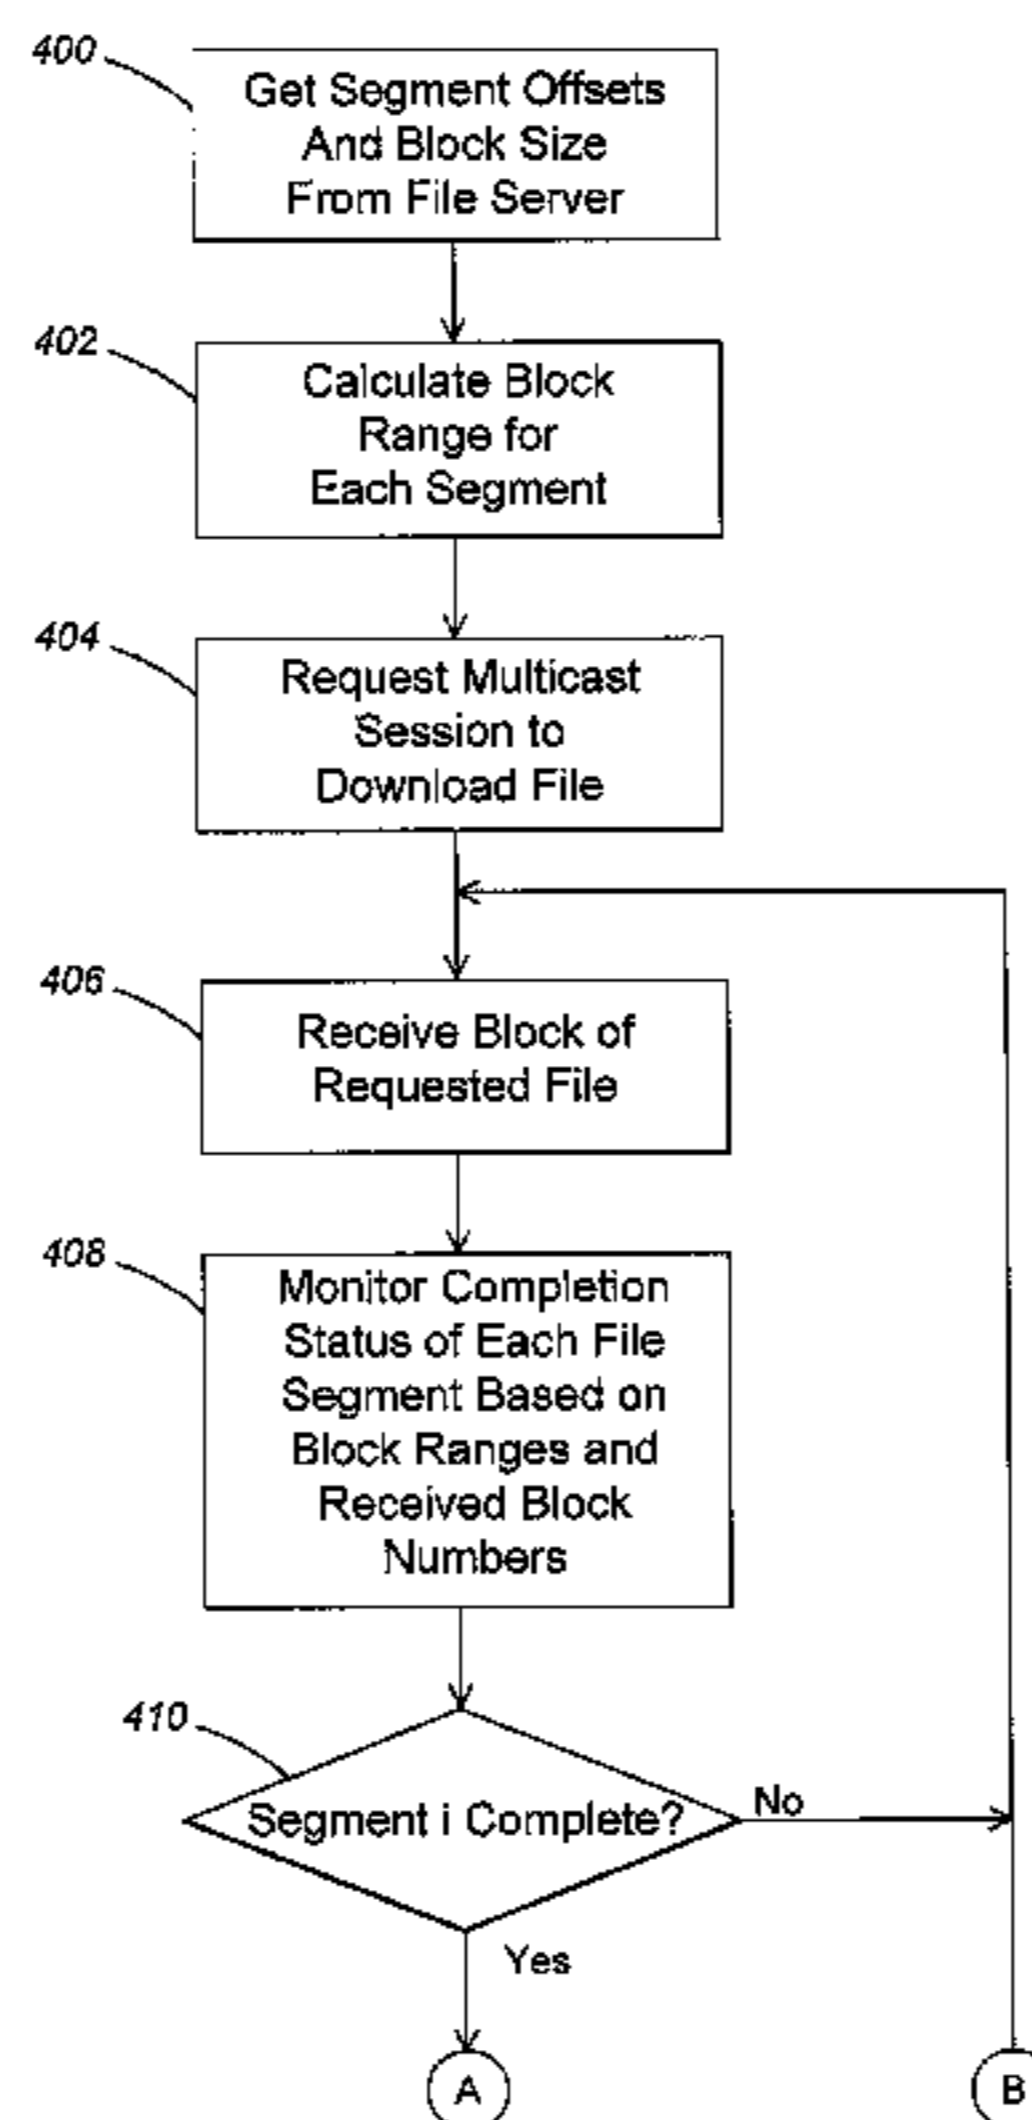 400
Get Segment Offsets
And Block Size
From File Server
402
Calculate Block
Range for
Each Segment
404
Request Multicast
Session to
Download File
406
Receive Block of
Requested File
408
Monitor Completion
Status of Each File
Segment Based on
Block Ranges and
Received Block
Numbers
410
Segment i Complete?
No
Yes
A
B